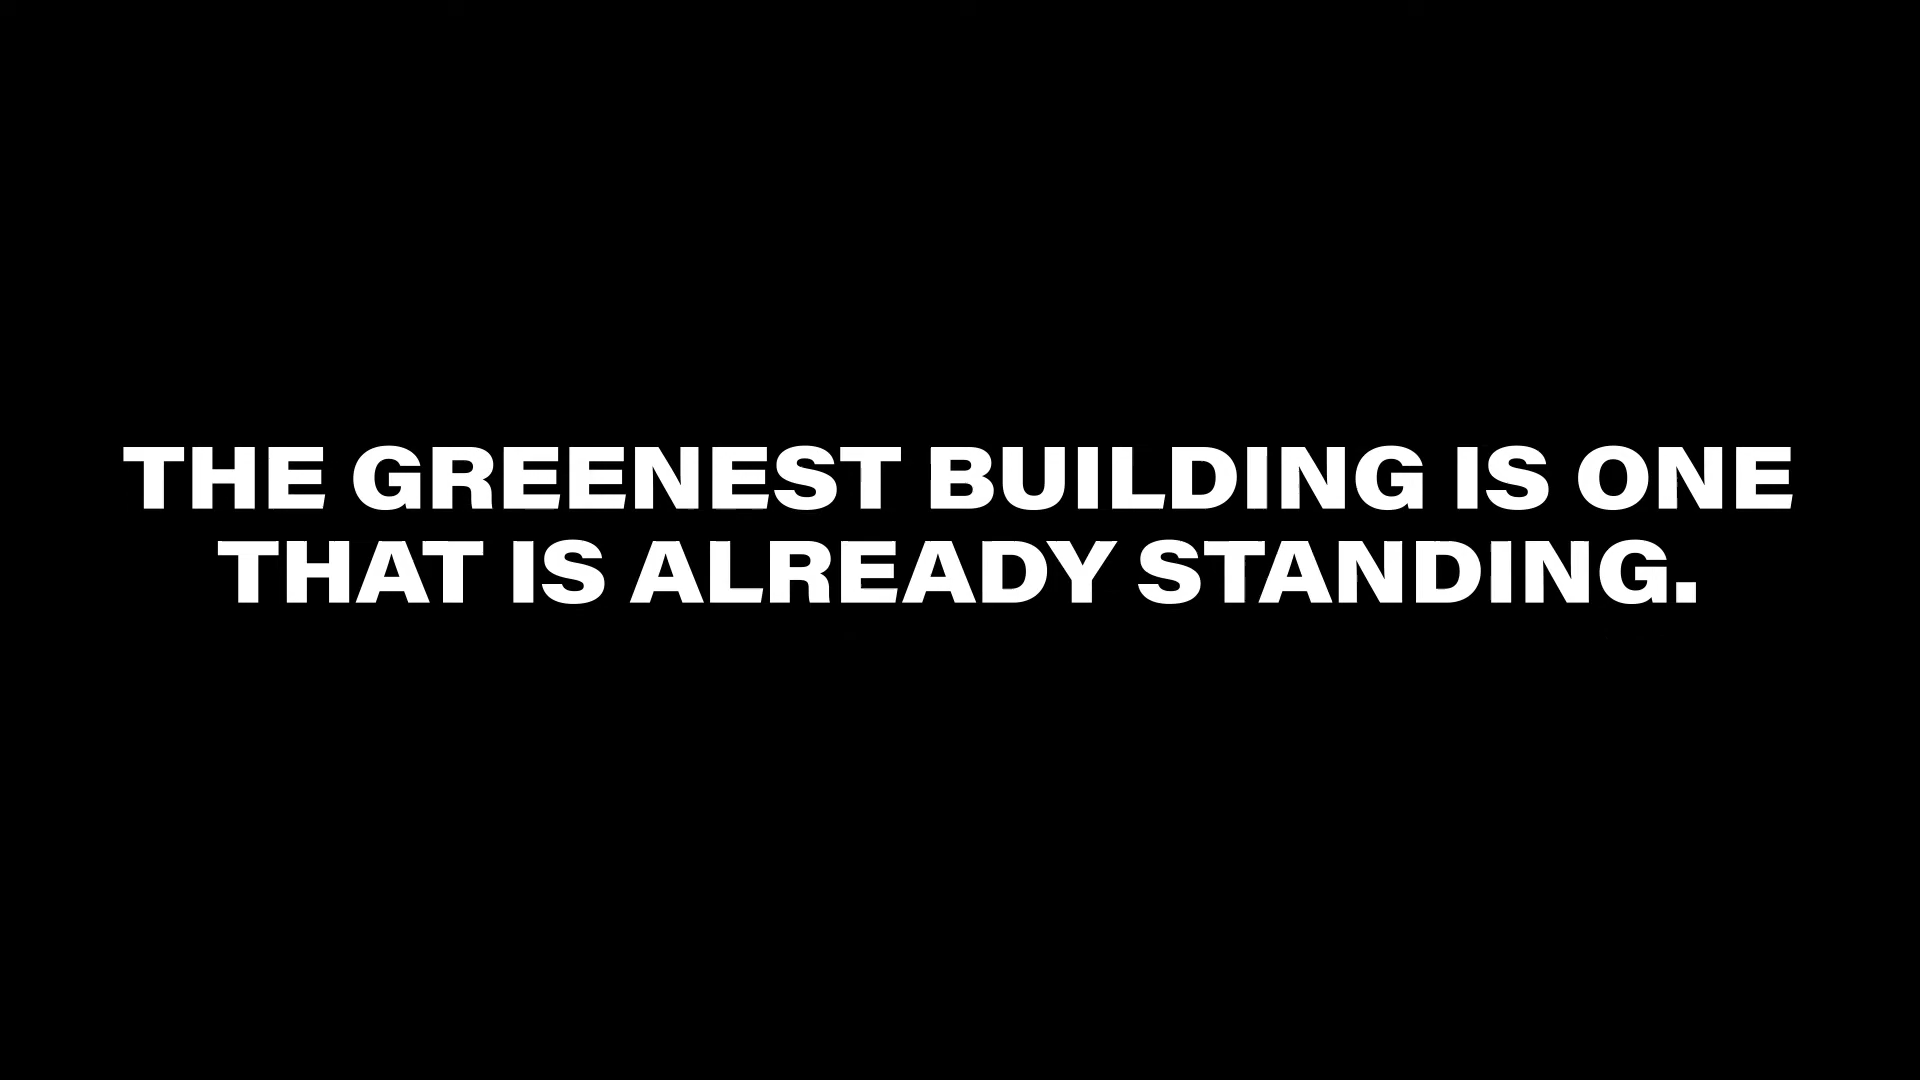 THE GREENEST BUILDING IS ONE
THAT IS ALREADY STANDING.